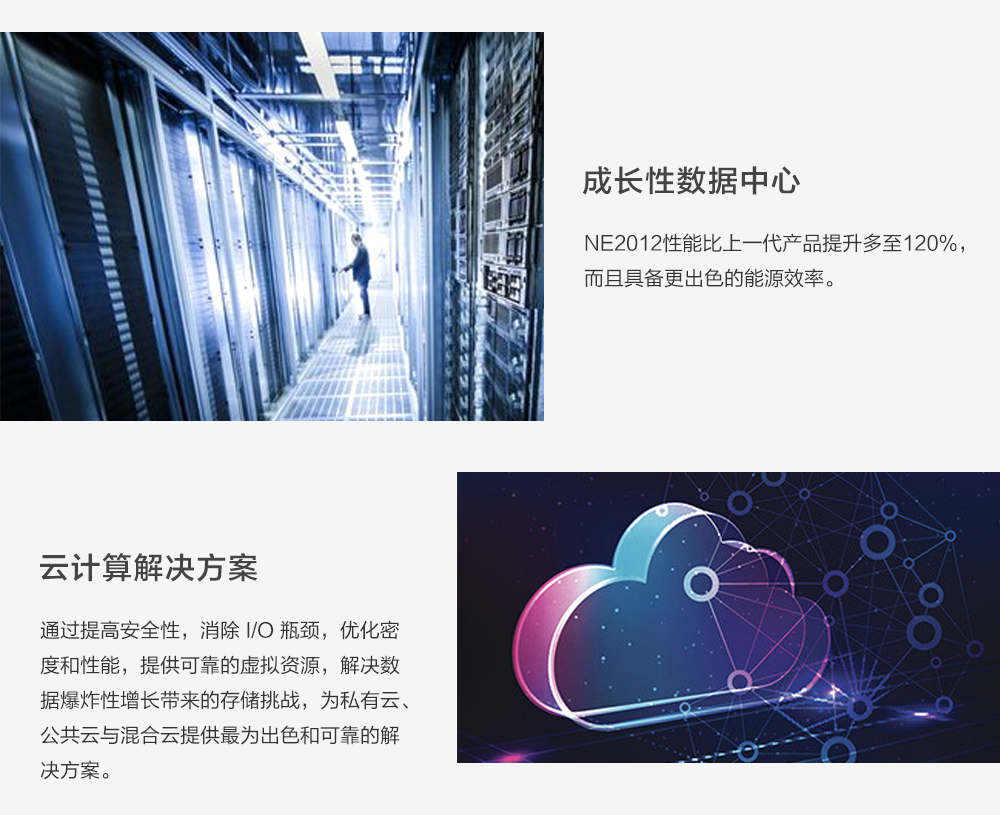 成长性数据中心
NE2012性能比上一代产品提升多至120%，
而且具备更出色的能源效率。
云计算解决方案
通过提高安全性，消除 I/O 瓶颈，优化密
度和性能，提供可靠的虚拟资源，解决数
据爆炸性增长带来的存储挑战，为私有云、
公共云与混合云提供最为出色和可靠的解
决方案。